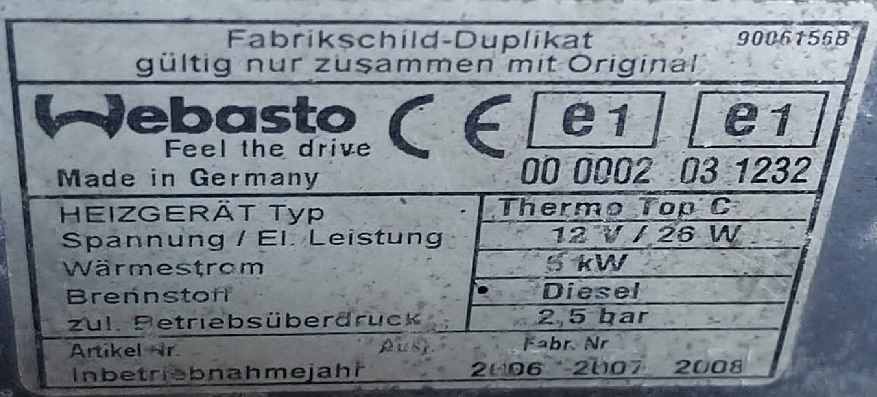 Fabrikschild-Duplikat 9006156B
gültig nur zusammen mit Original
Webasto CE e1 e1
Feel the drive
Made in Germany 00 0002 03 1232
HEIZGERÄT Typ Thermo Top C
Spannung / El. Leistung 12 V / 26 W
Wärmestrom 5 kW
Brennstoff Diesel
zul. Betriebsüberdruck 2,5 bar
Artikel Nr. Ausf. Fabr. Nr
Inbetriebnahmejahr 2006 2007 2008